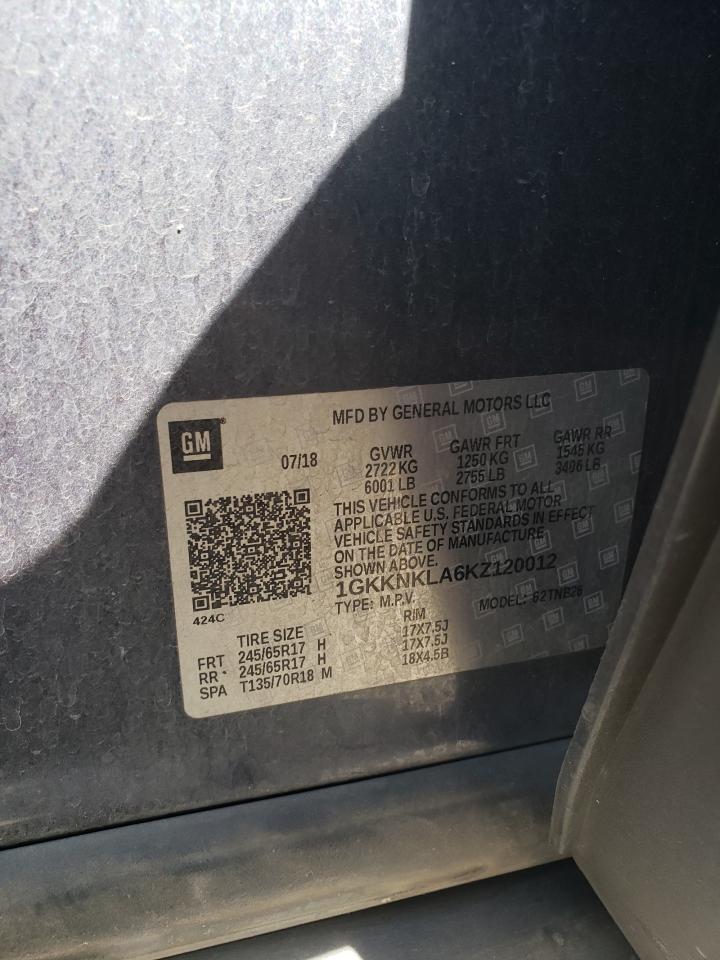 GM
MFD BY GENERAL MOTORS LLC
07/18
GVWR
2722 KG
6001 LB
GAWR FRT
1250 KG
2755 LB
GAWR RR
1545 KG
3406 LB
THIS VEHICLE CONFORMS TO ALL
APPLICABLE U.S. FEDERAL MOTOR
VEHICLE SAFETY STANDARDS IN EFFECT
ON THE DATE OF MANUFACTURE
SHOWN ABOVE.
1GKKNKLA6KZ120012
TYPE: M.P.V. MODEL: 62TNB26
424C
TIRE SIZE RIM
FRT 245/65R17 H 17X7.5J
RR 245/65R17 H 17X7.5J
SPA T135/70R18 M 18X4.5B